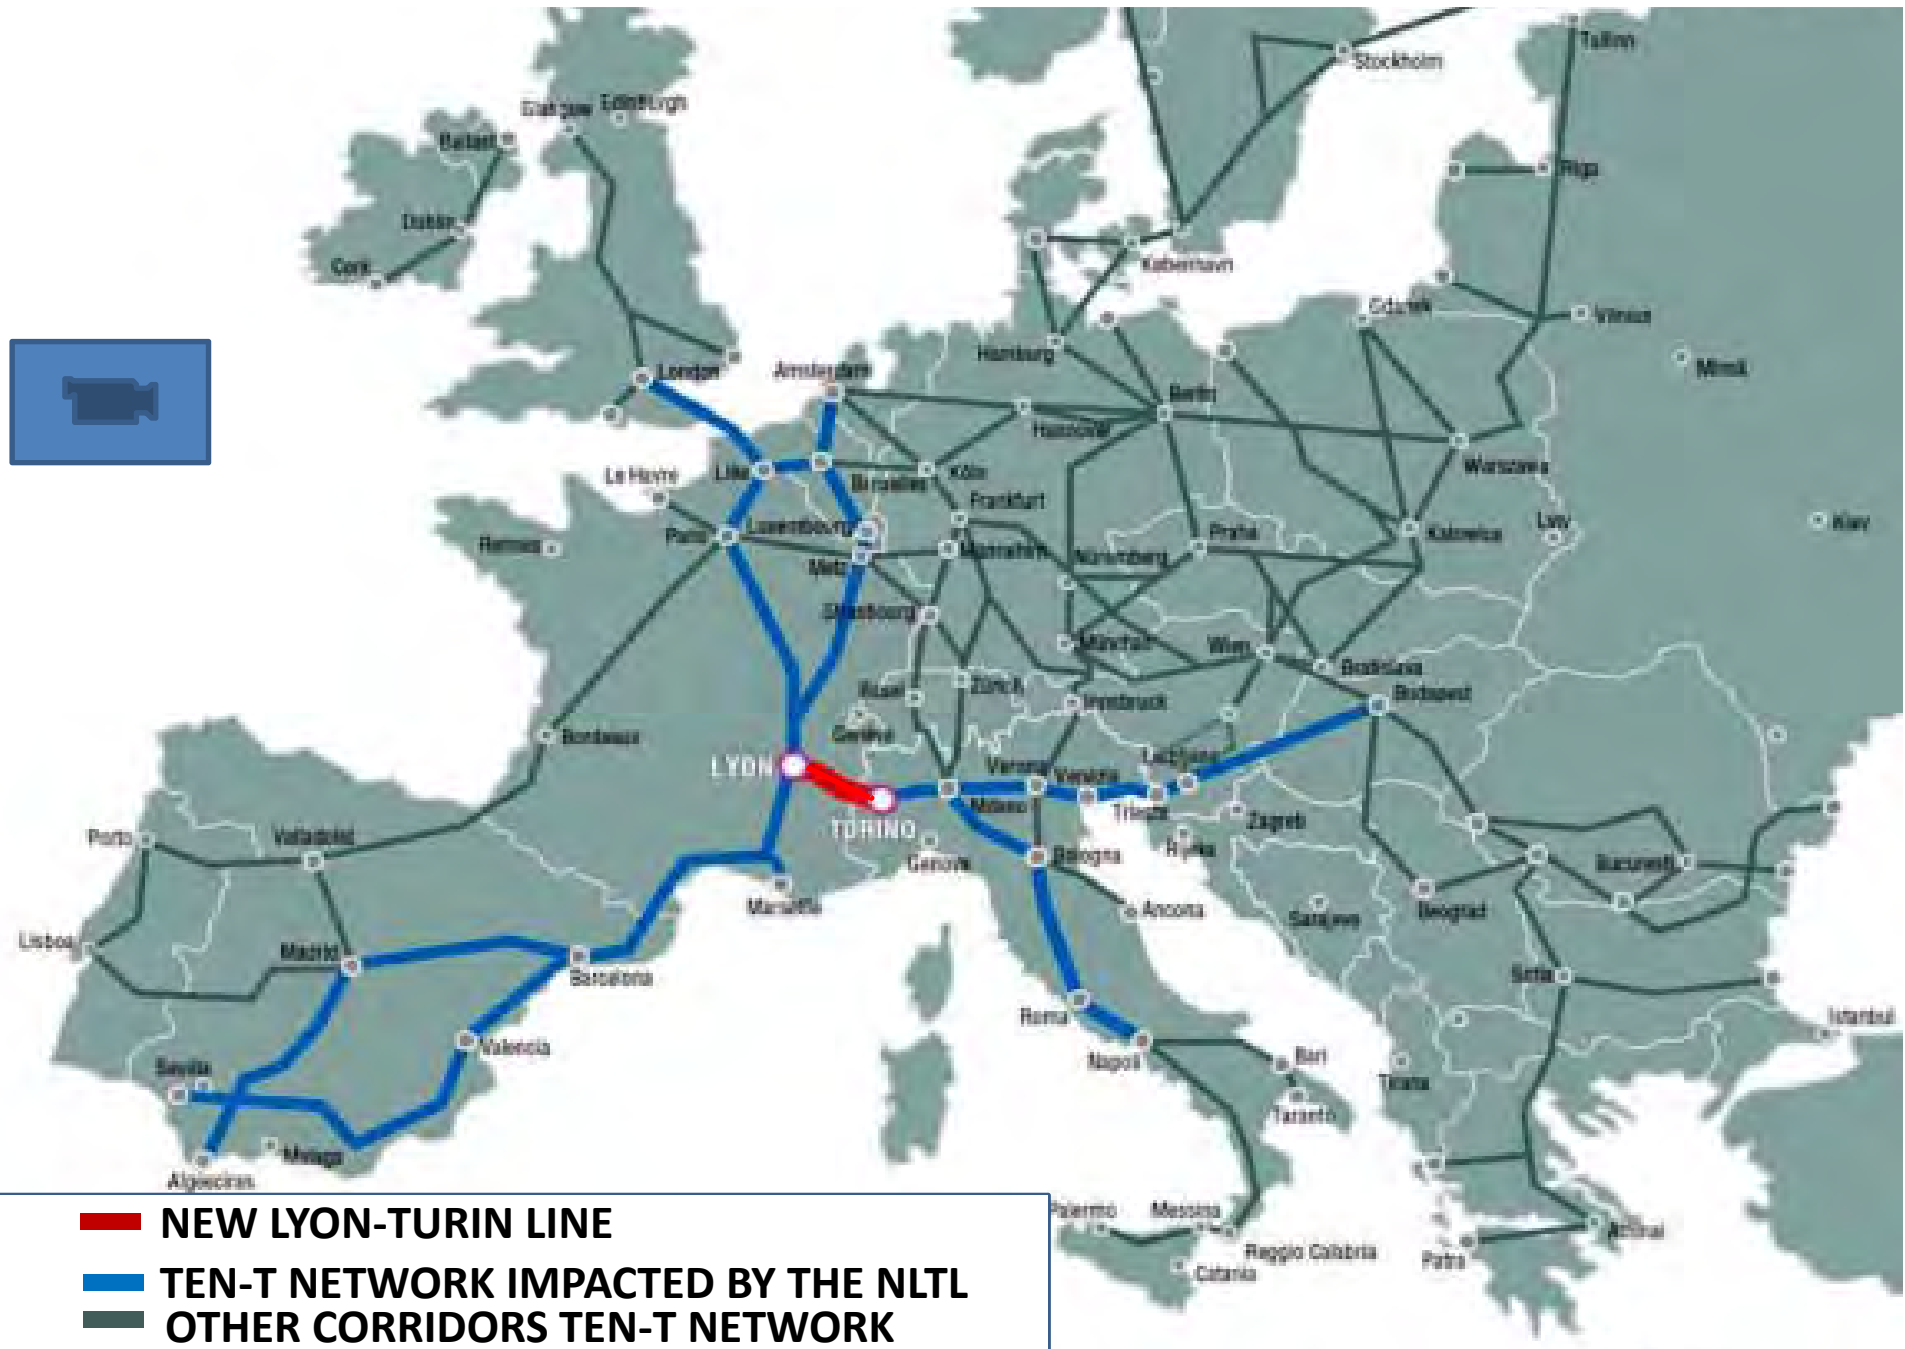 Tallinn
Stockholm
Glasgow Edinburgh
Belfast
Riga
Dublin
Cork
København
Gdansk
Vilnius
Hamburg
Minsk
London
Amsterdam
Berlin
Hannover
Warszawa
Le Havre
Lille
Bruxelles
Köln
Frankfurt
Lviv
Kiev
Rennes
Paris
Luxembourg
Praha
Katowice
Metz
Mannheim
Nüremberg
Strasbourg
München
Wien
Bratislava
Basel
Zürich
Innsbruck
Budapest
Bordeaux
Genève
LYON
Verona
Venezia
Ljubljana
Milano
Trieste
Zagreb
TORINO
Porto
Valladolid
Genova
Bologna
Rijeka
Bucuresti
Marseille
Ancona
Sarajevo
Beograd
Lisboa
Madrid
Barcelona
Sofia
Roma
Istanbul
Valencia
Napoli
Bari
Sevilla
Tirana
Taranto
Malaga
Algeciras
Palermo
Messina
Reggio Calabria
Catania
Patra
Athinai
NEW LYON-TURIN LINE
TEN-T NETWORK IMPACTED BY THE NLTL
OTHER CORRIDORS TEN-T NETWORK